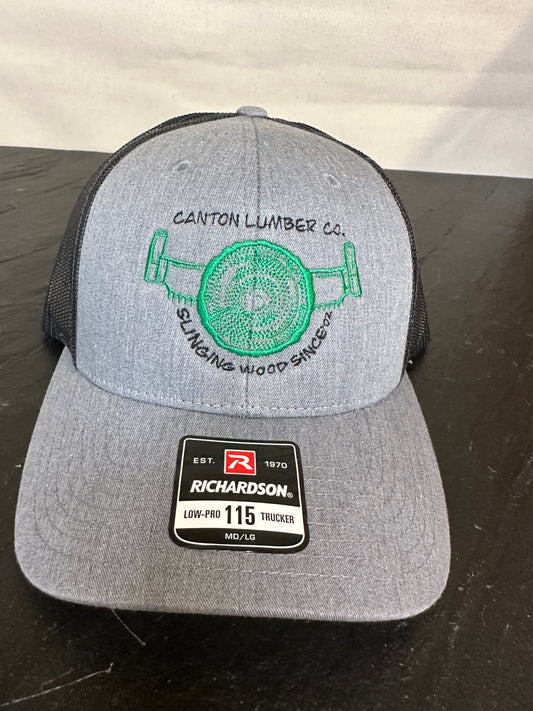 CANTON LUMBER CO.
SLINGING WOOD SINCE '02
EST. R 1970
RICHARDSON®
LOW-PRO 115 TRUCKER
MD/LG